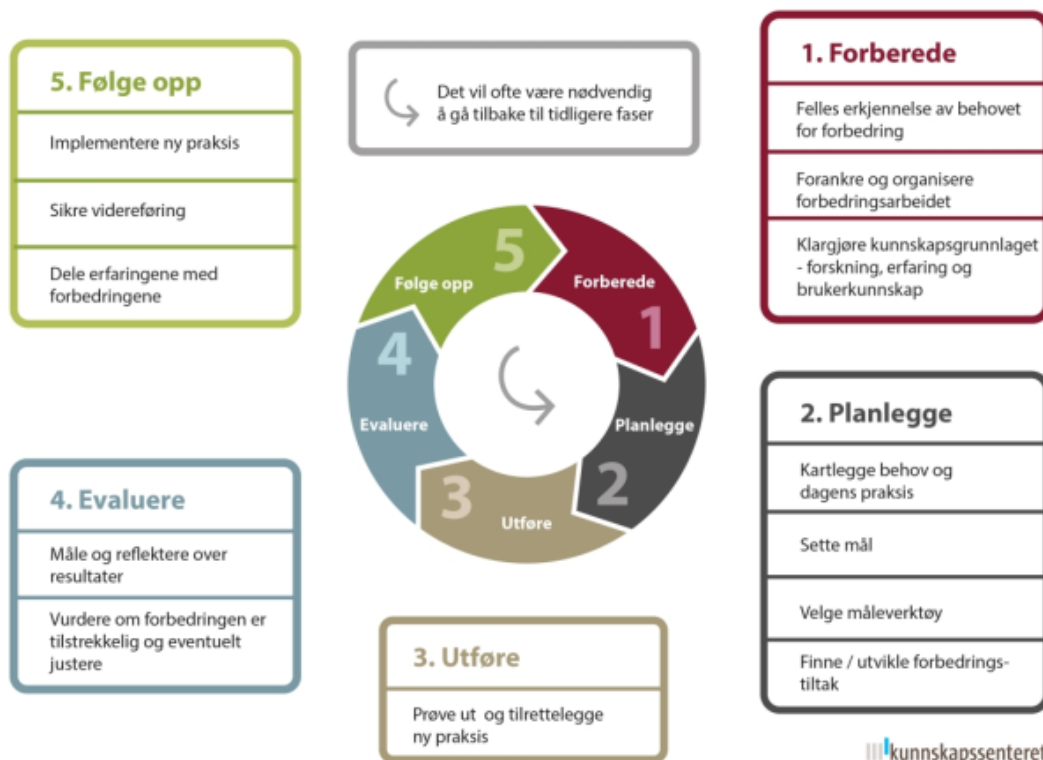 5. Følge opp
Implementere ny praksis
Sikre videreføring
Dele erfaringene med
forbedringene
Det vil ofte være nødvendig
å gå tilbake til tidligere faser
1. Forberede
Felles erkjennelse av behovet
for forbedring
Forankre og organisere
forbedringsarbeidet
Klargjøre kunnskapsgrunnlaget
- forskning, erfaring og
brukerkunnskap
5
Følge opp
Forberede
1
4
Evaluere
Planlegge
2
3
Utføre
2. Planlegge
Kartlegge behov og
dagens praksis
Sette mål
Velge måleverktøy
Finne / utvikle forbedrings-
tiltak
4. Evaluere
Måle og reflektere over
resultater
Vurdere om forbedringen er
tilstrekkelig og eventuelt
justere
3. Utføre
Prøve ut og tilrettelegge
ny praksis
kunnskapssenteret